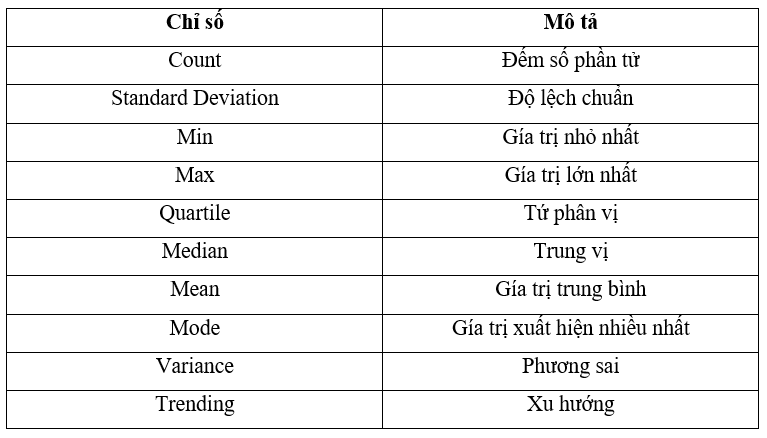 Chỉ số Mô tả
Count Đếm số phần tử
Standard Deviation Độ lệch chuẩn
Min Gía trị nhỏ nhất
Max Gía trị lớn nhất
Quartile Tứ phân vị
Median Trung vị
Mean Gía trị trung bình
Mode Gía trị xuất hiện nhiều nhất
Variance Phương sai
Trending Xu hướng